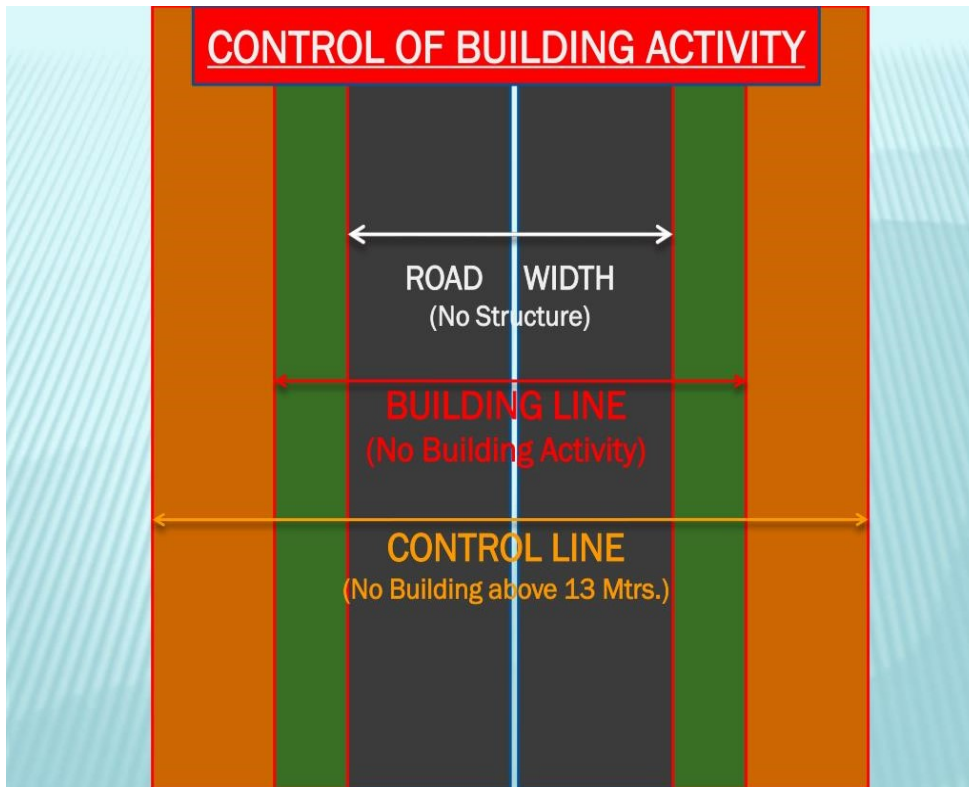 CONTROL OF BUILDING ACTIVITY
ROAD WIDTH
(No Structure)
BUILDING LINE
(No Building Activity)
CONTROL LINE
(No Building above 13 Mtrs.)